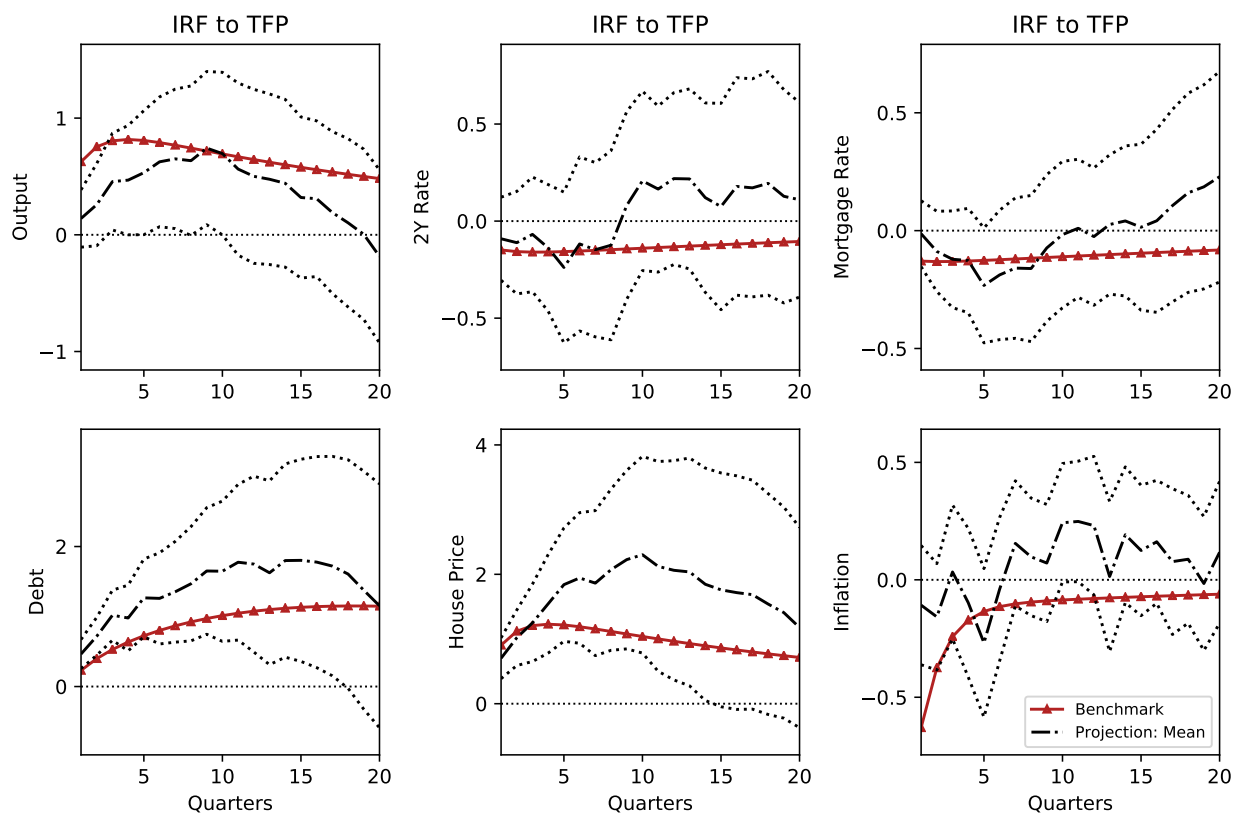 IRF to TFP
Output
1
0
−1
5 10 15 20
IRF to TFP
2Y Rate
0.5
0.0
−0.5
5 10 15 20
IRF to TFP
Mortgage Rate
0.5
0.0
−0.5
5 10 15 20
Debt
2
0
5 10 15 20
Quarters
House Price
4
2
0
5 10 15 20
Quarters
Inflation
0.5
0.0
−0.5
Benchmark
Projection: Mean
5 10 15 20
Quarters